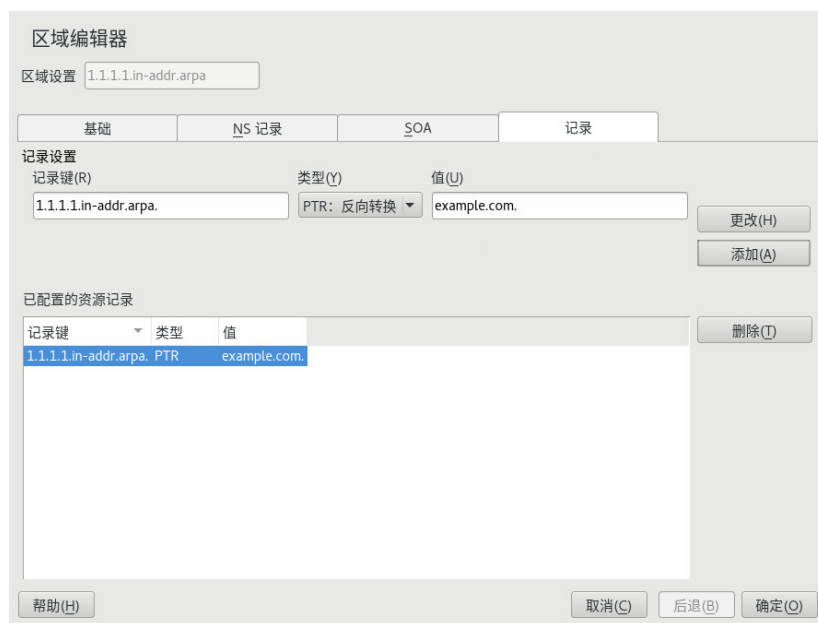 区域编辑器
区域设置 1.1.1.1.in-addr.arpa
基础 NS 记录 SOA 记录
记录设置
记录键(R) 类型(Y) 值(U)
1.1.1.1.in-addr.arpa. PTR：反向转换 example.com.
更改(H)
添加(A)
已配置的资源记录
记录键 类型 值 删除(T)
1.1.1.1.in-addr.arpa. PTR example.com.
帮助(H) 取消(C) 后退(B) 确定(O)